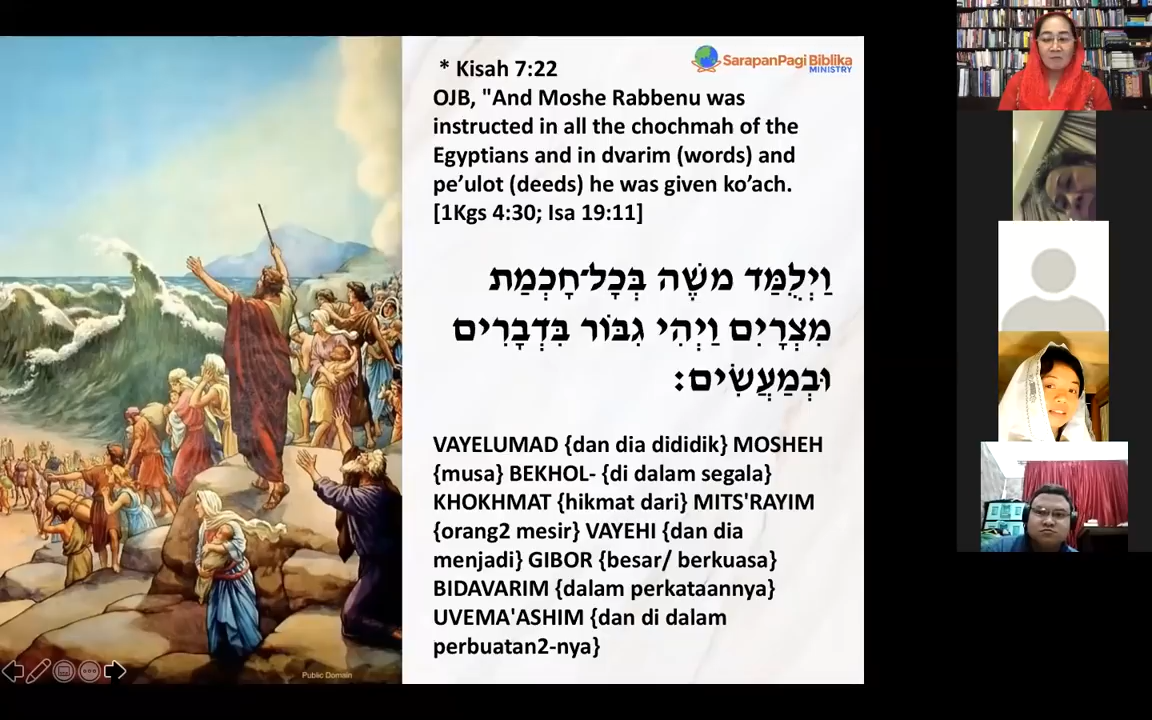 SarapanPagi Biblika
MINISTRY
* Kisah 7:22
OJB, "And Moshe Rabbenu was
instructed in all the chochmah of the
Egyptians and in dvarim (words) and
pe’ulot (deeds) he was given ko’ach.
[1Kgs 4:30; Isa 19:11]
וַיְלֻמַּד משֶׁה בְּכָל־חָכְמַת
מִצְרָיִם וַיְהִי גִבּוֹר בִּדְבָרִים
וּבְמַעֲשִׂים׃
VAYELUMAD {dan dia dididik} MOSHEH
{musa} BEKHOL- {di dalam segala}
KHOKHMAT {hikmat dari} MITS'RAYIM
{orang2 mesir} VAYEHI {dan dia
menjadi} GIBOR {besar/ berkuasa}
BIDAVARIM {dalam perkataannya}
UVEMA'ASHIM {dan di dalam
perbuatan2-nya}
Public Domain